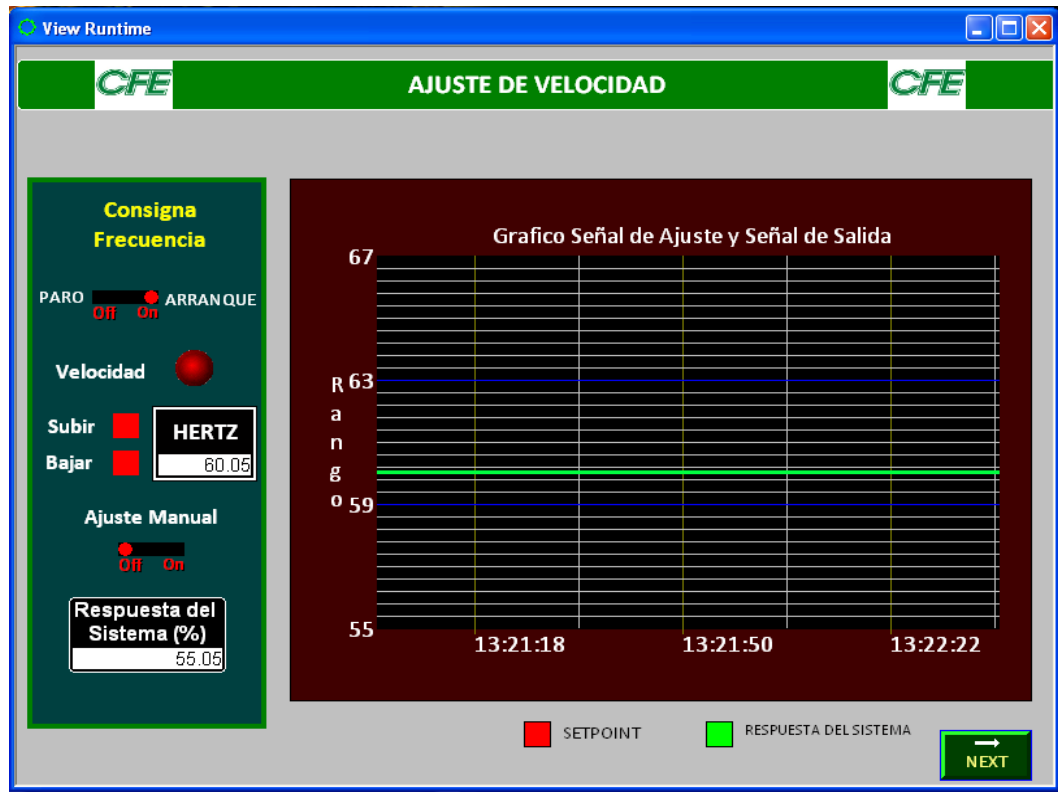 View Runtime
CFE
AJUSTE DE VELOCIDAD
CFE
Consigna
Frecuencia
PARO
ARRANQUE
Off On
Velocidad
Subir
HERTZ
Bajar
60.05
Ajuste Manual
Off On
Respuesta del
Sistema (%)
55.05
Grafico Señal de Ajuste y Señal de Salida
67
63
59
55
Rango
13:21:18 13:21:50 13:22:22
SETPOINT
RESPUESTA DEL SISTEMA
NEXT